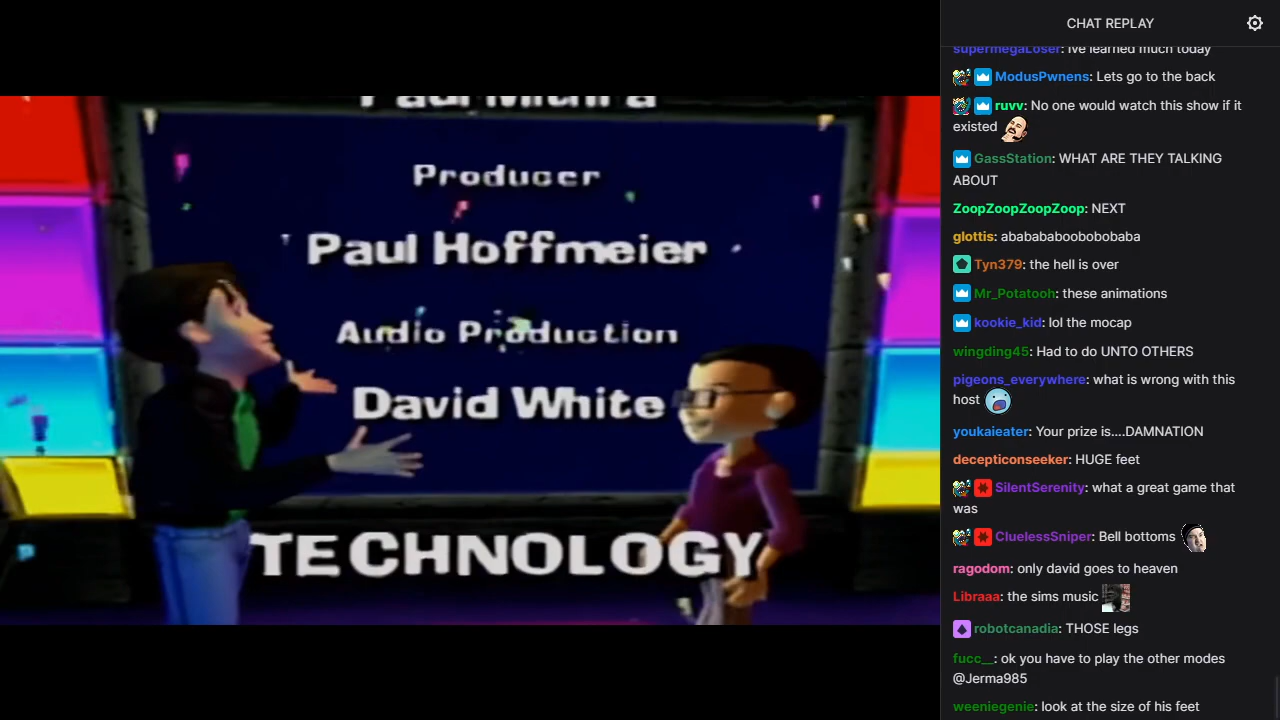 Producer
Paul Hoffmeier
Audio Production
David White
TECHNOLOGY
CHAT REPLAY
supermegaLoser: Ive learned much today
ModusPwnens: Lets go to the back
ruvv: No one would watch this show if it
existed
GassStation: WHAT ARE THEY TALKING
ABOUT
ZoopZoopZoopZoop: NEXT
glottis: ababababoobobobaba
Tyn379: the hell is over
Mr_Potatooh: these animations
kookie_kid: lol the mocap
wingding45: Had to do UNTO OTHERS
pigeons_everywhere: what is wrong with this
host
youkaieater: Your prize is....DAMNATION
decepticonseeker: HUGE feet
SilentSerenity: what a great game that
was
CluelessSniper: Bell bottoms
ragodom: only david goes to heaven
Libraaa: the sims music
robotcanadia: THOSE legs
fucc__: ok you have to play the other modes
@Jerma985
weeniegenie: look at the size of his feet